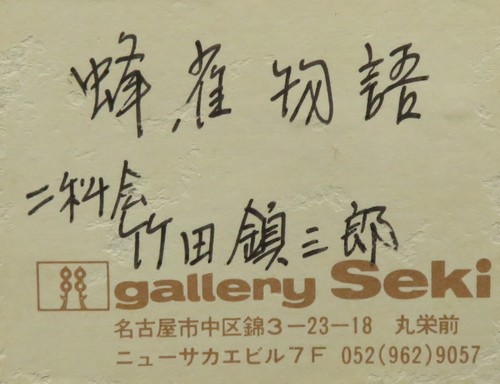 蜂雀物語
二科会
竹田鎮三郎
gallery Seki
名古屋市中区錦3-23-18 丸栄前
ニューサカエビル7F 052(962)9057